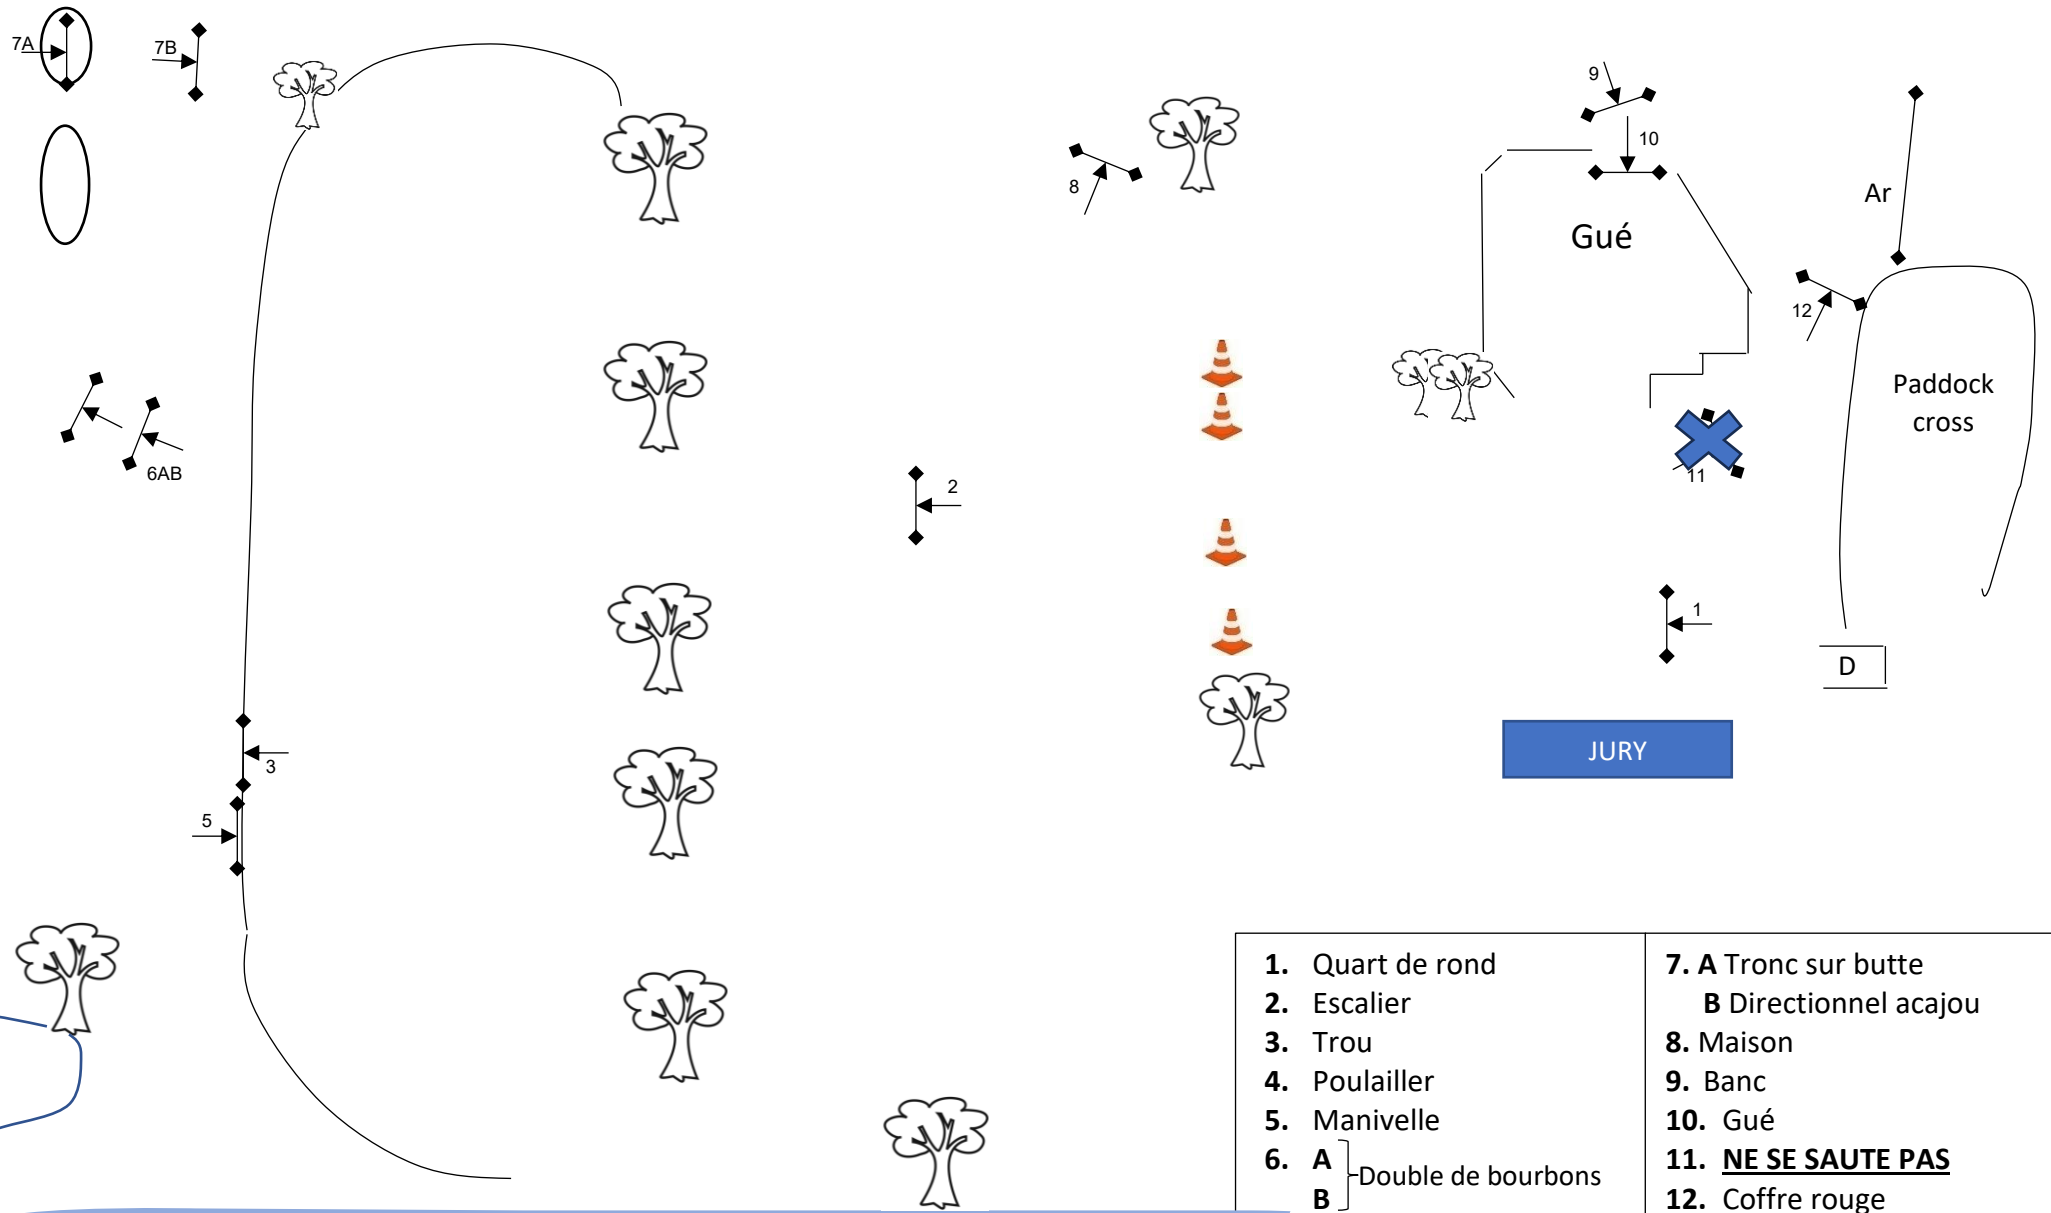 7A
7B
9
10
8
Ar
Gué
12
Paddock
cross
6AB
2
11
1
D
3
JURY
5
1. Quart de rond
2. Escalier
3. Trou
4. Poulailler
5. Manivelle
6. A
Double de bourbons
B
7. A Tronc sur butte
B Directionnel acajou
8. Maison
9. Banc
10. Gué
11. NE SE SAUTE PAS
12. Coffre rouge